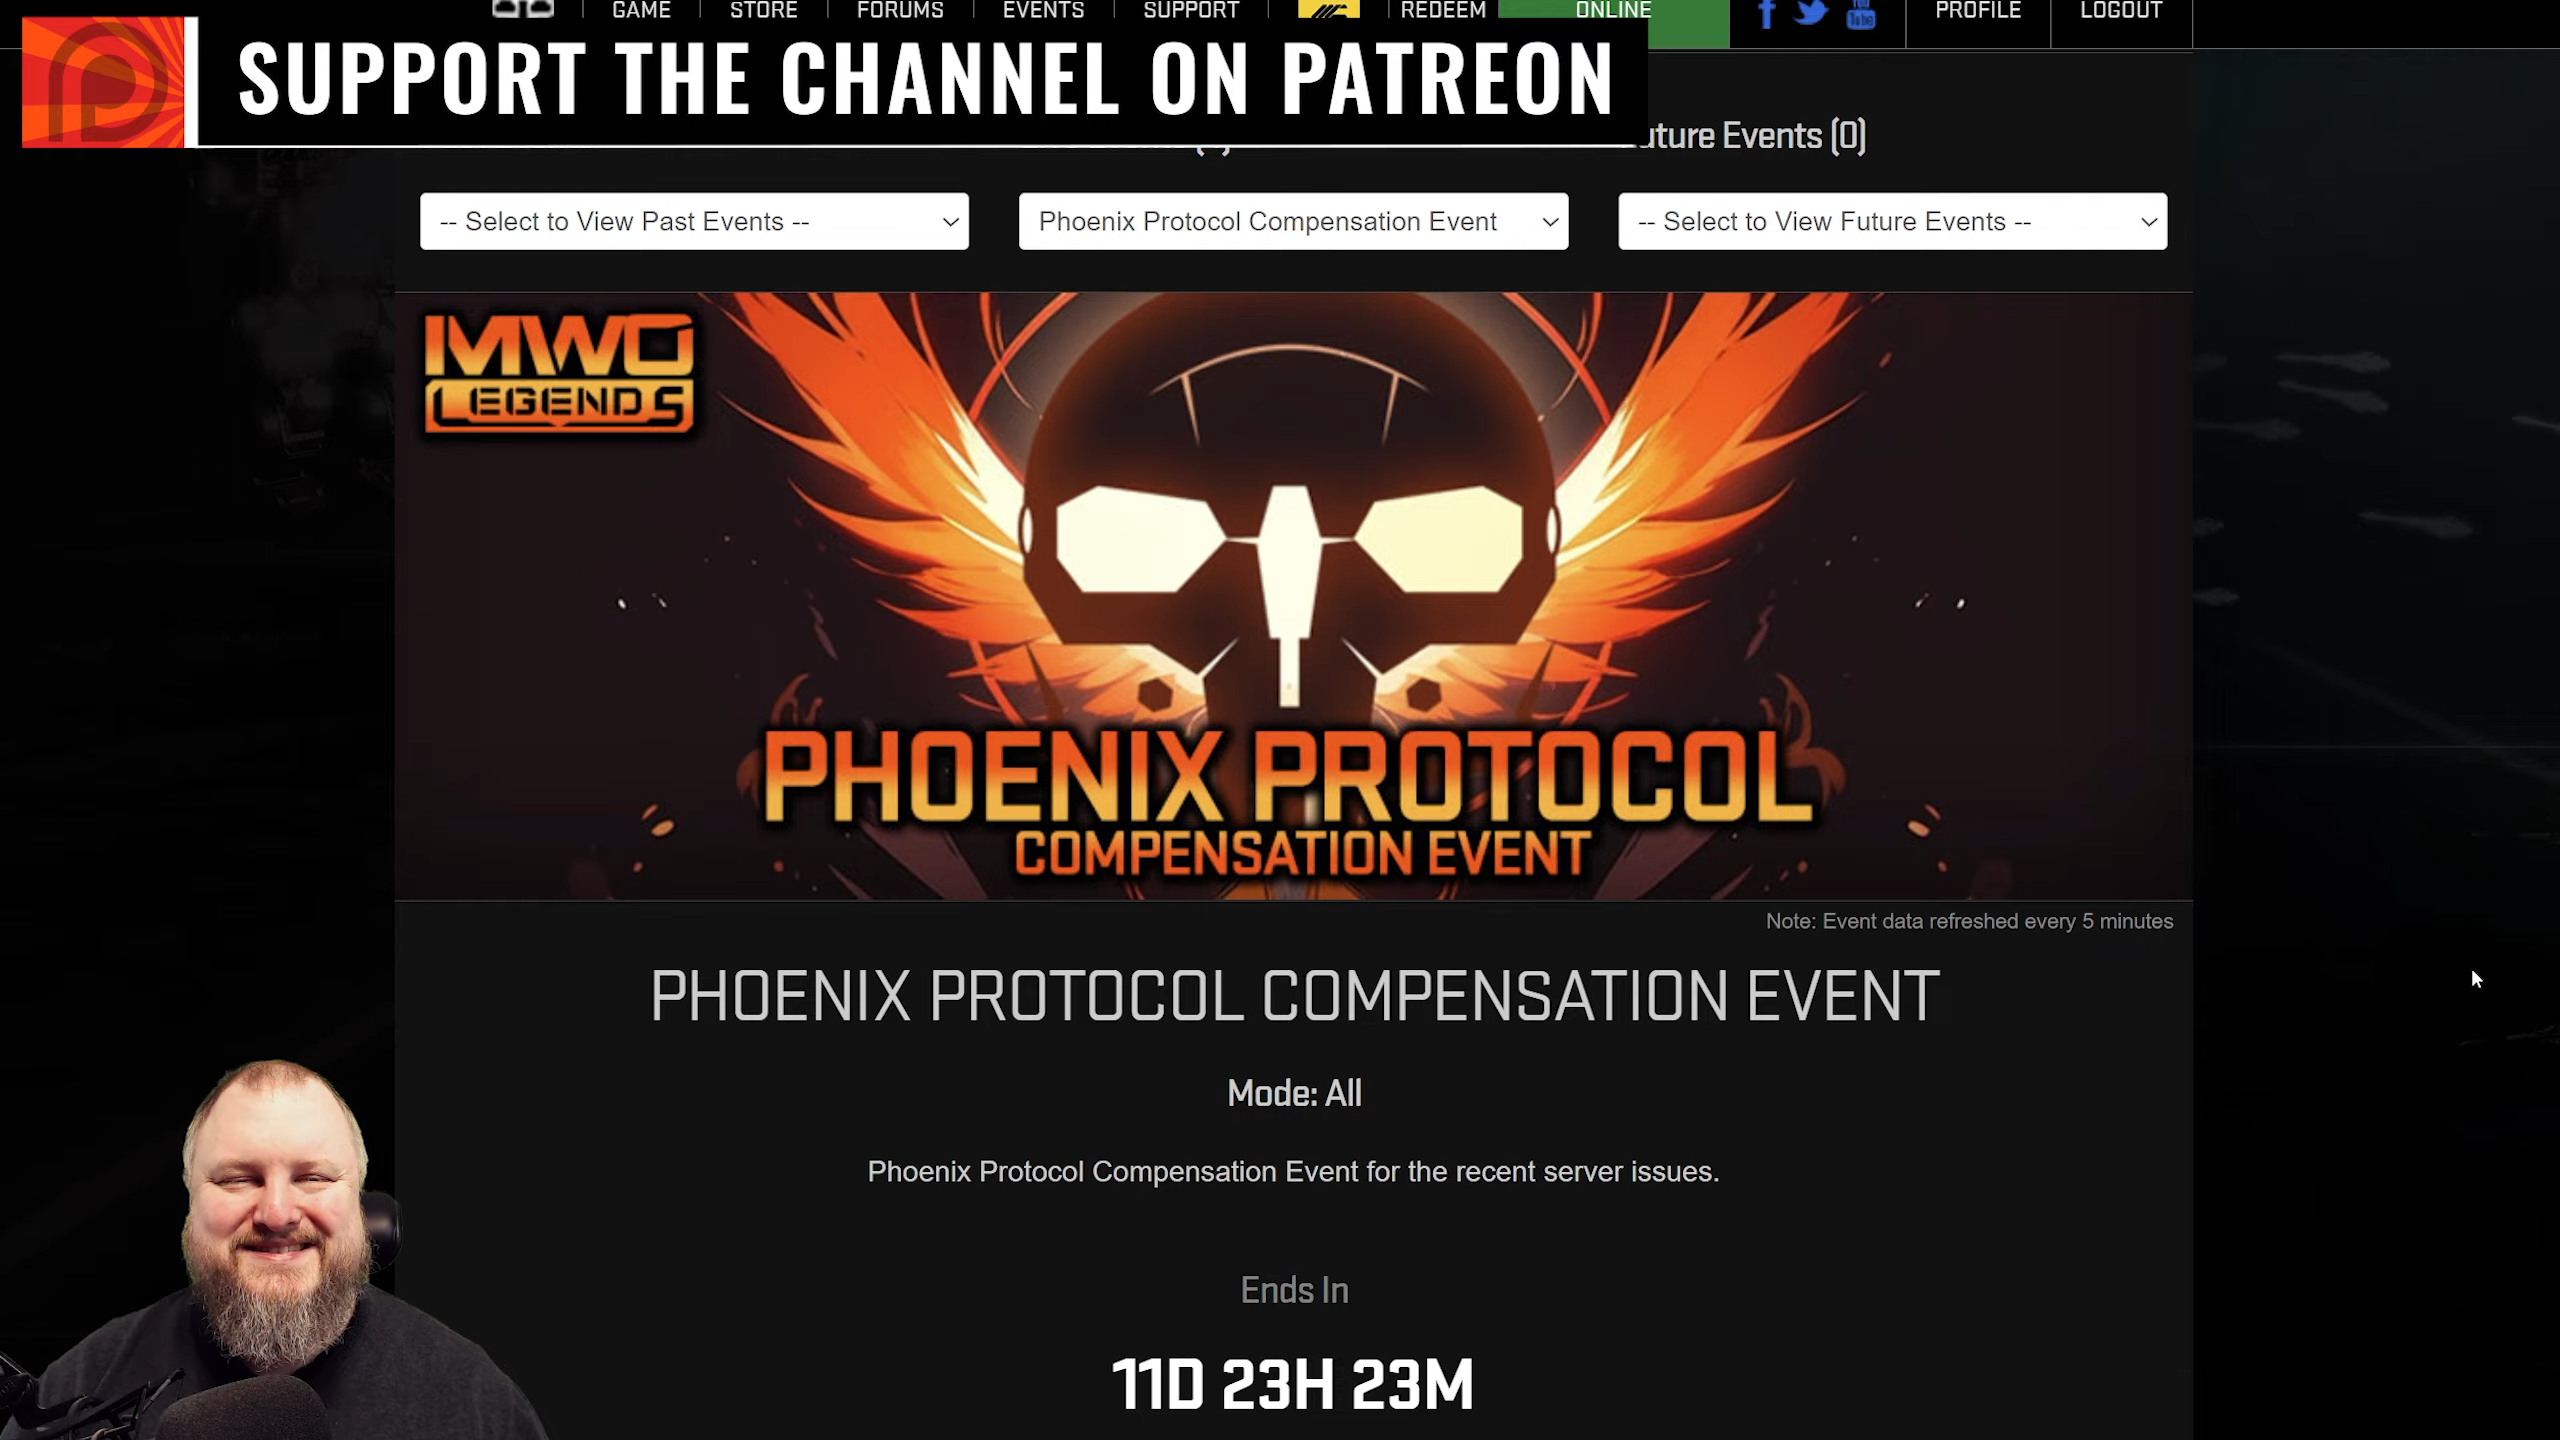 GAME
STORE
FORUMS
EVENTS
SUPPORT
REDEEM
ONLINE
You
Tube
PROFILE
LOGOUT
SUPPORT THE CHANNEL ON PATREON
uture Events (0)
-- Select to View Past Events --
Phoenix Protocol Compensation Event
-- Select to View Future Events --
MWO
LEGENDS
PHOENIX PROTOCOL
COMPENSATION EVENT
Note: Event data refreshed every 5 minutes
PHOENIX PROTOCOL COMPENSATION EVENT
Mode: All
Phoenix Protocol Compensation Event for the recent server issues.
Ends In
11D 23H 23M